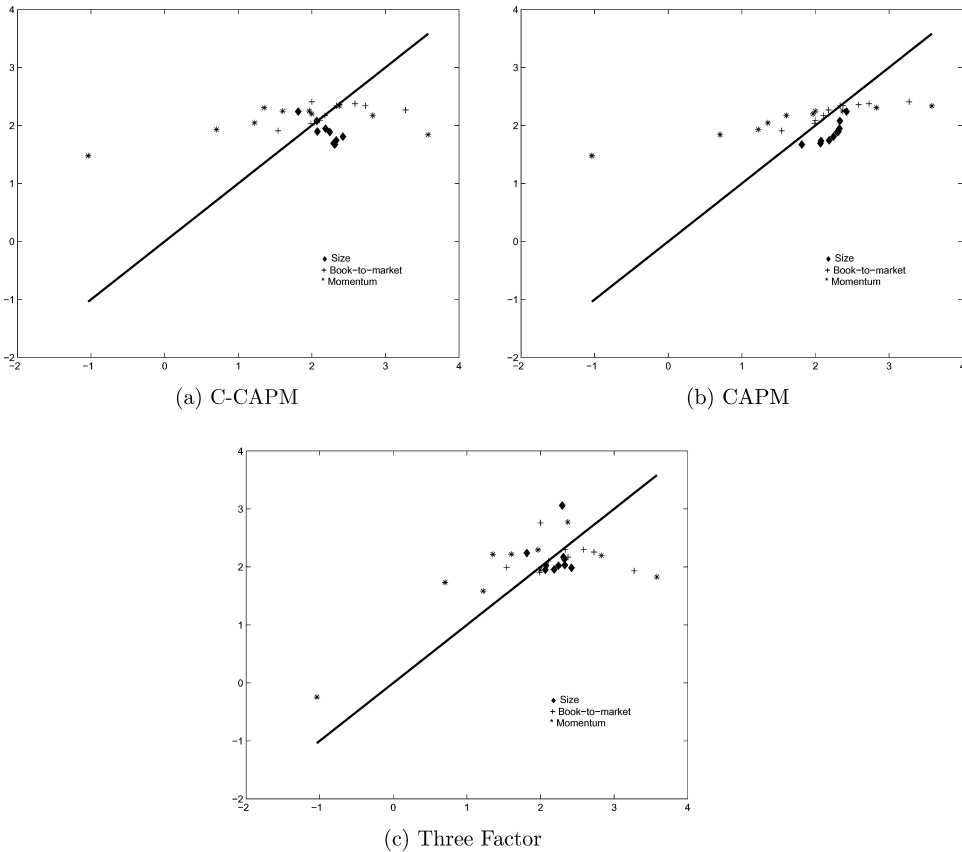 4
3
2
1
0
−1
−2
−2 −1 0 1 2 3 4
♦ Size
+ Book−to−market
* Momentum
(a) C-CAPM
4
3
2
1
0
−1
−2
−2 −1 0 1 2 3 4
♦ Size
+ Book−to−market
* Momentum
(b) CAPM
4
3
2
1
0
−1
−2
−2 −1 0 1 2 3 4
♦ Size
+ Book−to−market
* Momentum
(c) Three Factor